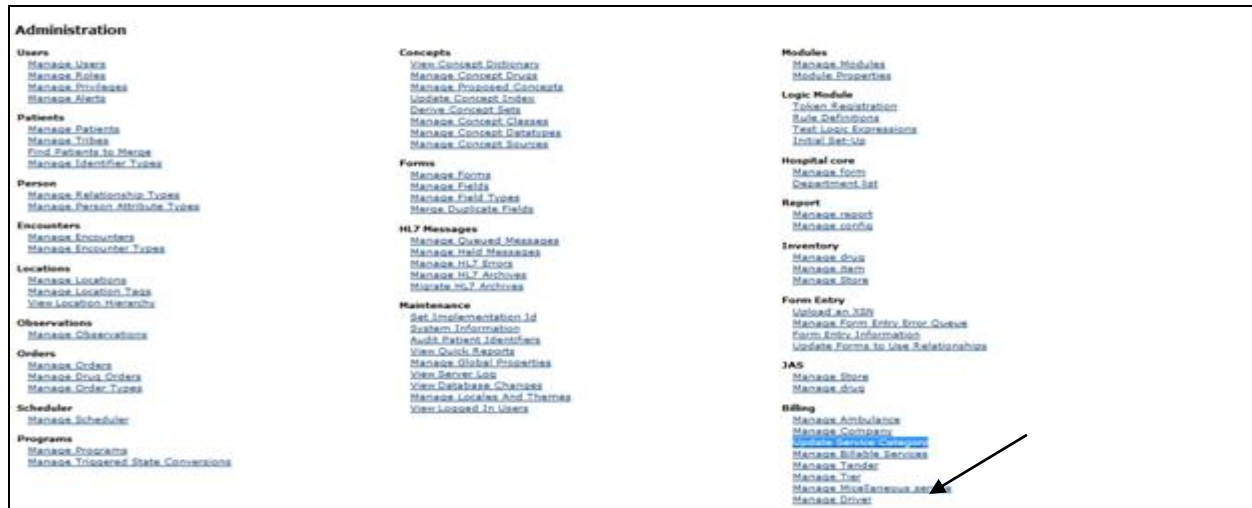 Administration
Users
Manage Users
Manage Roles
Manage Privileges
Manage Alerts
Patients
Manage Patients
Manage Tribes
Find Patients to Merge
Manage Identifier Types
Person
Manage Relationship Types
Manage Person Attribute Types
Encounters
Manage Encounters
Manage Encounter Types
Locations
Manage Locations
Manage Location Tags
View Location Hierarchy
Observations
Manage Observations
Orders
Manage Orders
Manage Drug Orders
Manage Order Types
Scheduler
Manage Scheduler
Programs
Manage Programs
Manage Triggered State Conversions
Concepts
View Concept Dictionary
Manage Concept Drugs
Manage Proposed Concepts
Update Concept Index
Derive Concept Sets
Manage Concept Classes
Manage Concept Datatypes
Manage Concept Sources
Forms
Manage Forms
Manage Fields
Manage Field Types
Merge Duplicate Fields
HL7 Messages
Manage Queued Messages
Manage Held Messages
Manage HL7 Errors
Manage HL7 Archives
Migrate HL7 Archives
Maintenance
Set Implementation Id
System Information
Audit Patient Identifiers
View Quick Reports
Manage Global Properties
View Server Log
View Database Changes
Manage Locales And Themes
View Logged In Users
Modules
Manage Modules
Module Properties
Logic Module
Token Registration
Rule Definitions
Test Logic Expressions
Initial Set-Up
Hospital core
Manage form
Department list
Report
Manage report
Manage config
Inventory
Manage drug
Manage item
Manage Store
Form Entry
Upload an XSN
Manage Form Entry Error Queue
Form Entry Information
Update Forms to Use Relationships
JAS
Manage Store
Manage drug
Billing
Manage Ambulance
Manage Company
Update Service Category
Manage Billable Services
Manage Tender
Manage Tier
Manage Micellaneous service
Manage Driver